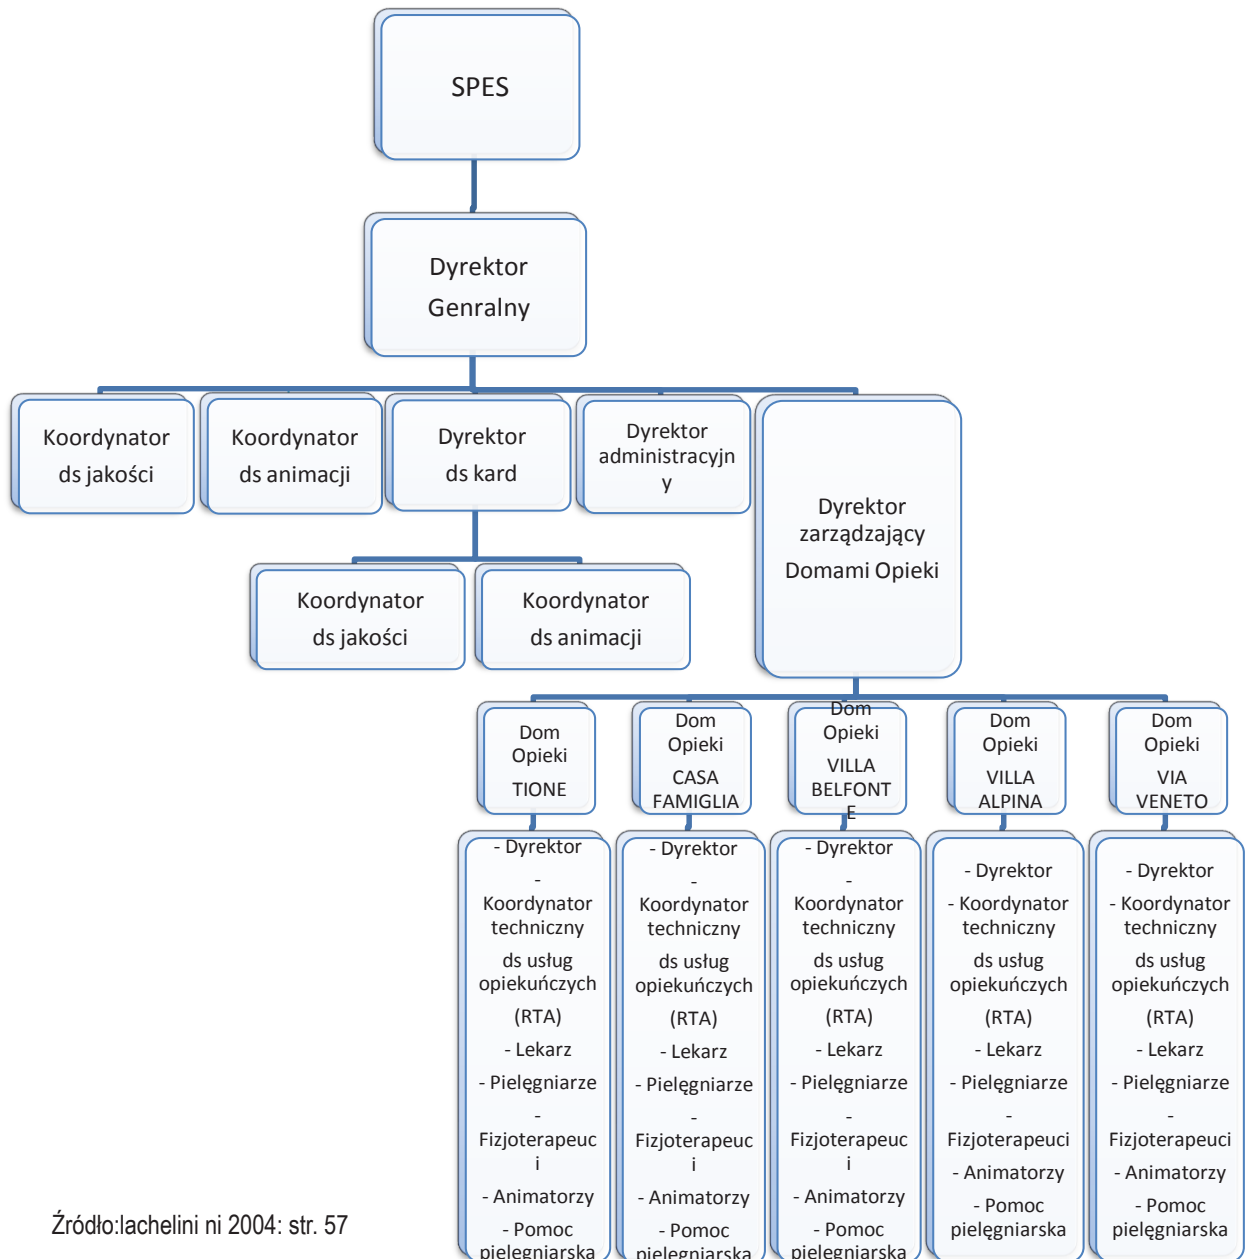 SPES
Dyrektor
Genralny
Koordynator
ds jakości
Koordynator
ds animacji
Dyrektor
ds kard
Dyrektor
administracyjn
y
Dyrektor
zarządzający
Domami Opieki
Koordynator
ds jakości
Koordynator
ds animacji
Dom
Opieki
TIONE
Dom
Opieki
CASA
FAMIGLIA
Dom
Opieki
VILLA
BELFONT
E
Dom
Opieki
VILLA
ALPINA
Dom
Opieki
VIA
VENETO
- Dyrektor
-
Koordynator
techniczny
ds usług
opiekuńczych
(RTA)
- Lekarz
- Pielęgniarze
-
Fizjoterapeuc
i
- Animatorzy
- Pomoc
pielęgniarska
- Dyrektor
-
Koordynator
techniczny
ds usług
opiekuńczych
(RTA)
- Lekarz
- Pielęgniarze
-
Fizjoterapeuc
i
- Animatorzy
- Pomoc
pielęgniarska
- Dyrektor
-
Koordynator
techniczny
ds usług
opiekuńczych
(RTA)
- Lekarz
- Pielęgniarze
-
Fizjoterapeuc
i
- Animatorzy
- Pomoc
pielęgniarska
- Dyrektor
- Koordynator
techniczny
ds usług
opiekuńczych
(RTA)
- Lekarz
- Pielęgniarze
-
Fizjoterapeuci
- Animatorzy
- Pomoc
pielęgniarska
- Dyrektor
- Koordynator
techniczny
ds usług
opiekuńczych
(RTA)
- Lekarz
- Pielęgniarze
-
Fizjoterapeuci
- Animatorzy
- Pomoc
pielęgniarska
Źródło:lachelini ni 2004: str. 57